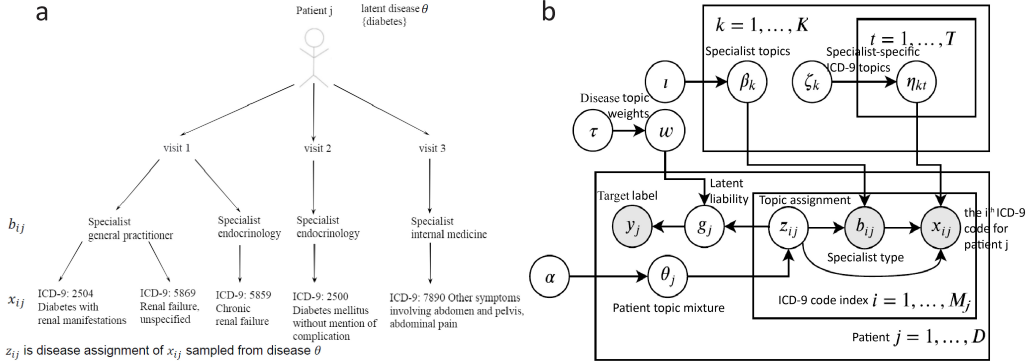 a
Patient j
latent disease θ
{diabetes}
visit 1
visit 2
visit 3
b_ij
Specialist
general practitioner
Specialist
endocrinology
Specialist
endocrinology
Specialist
internal medicine
x_ij
ICD-9: 2504
Diabetes with
renal manifestations
ICD-9: 5869
Renal failure,
unspecified
ICD-9: 5859
Chronic
renal failure
ICD-9: 2500
Diabetes mellitus
without mention of
complication
ICD-9: 7890 Other symptoms
involving abdomen and pelvis,
abdominal pain
z_ij is disease assignment of x_ij sampled from disease θ
b
k = 1, …, K
t = 1, …, T
Specialist topics
Specialist-specific
ICD-9 topics
ι
β_k
ζ_k
η_kt
Disease topic
weights
τ
w
Target label
Latent
liability
Topic assignment
y_j
g_j
z_ij
b_ij
x_ij
the i^th ICD-9
code for
patient j
Specialist type
α
θ_j
Patient topic mixture
ICD-9 code index i = 1, …, M_j
Patient j = 1, …, D